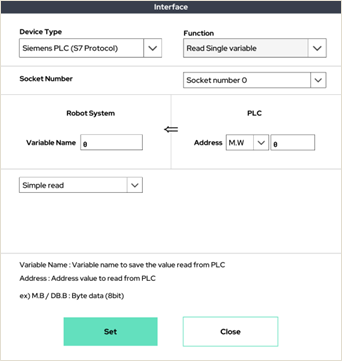 Interface
Device Type
Function
Siemens PLC (S7 Protocol)
Read Single variable
Socket Number
Socket number 0
Robot System
PLC
Variable Name
0
Address
M.W
0
Simple read
Variable Name : Variable name to save the value read from PLC
Address : Address value to read from PLC
ex) M.B / DB.B : Byte data (8bit)
Set
Close